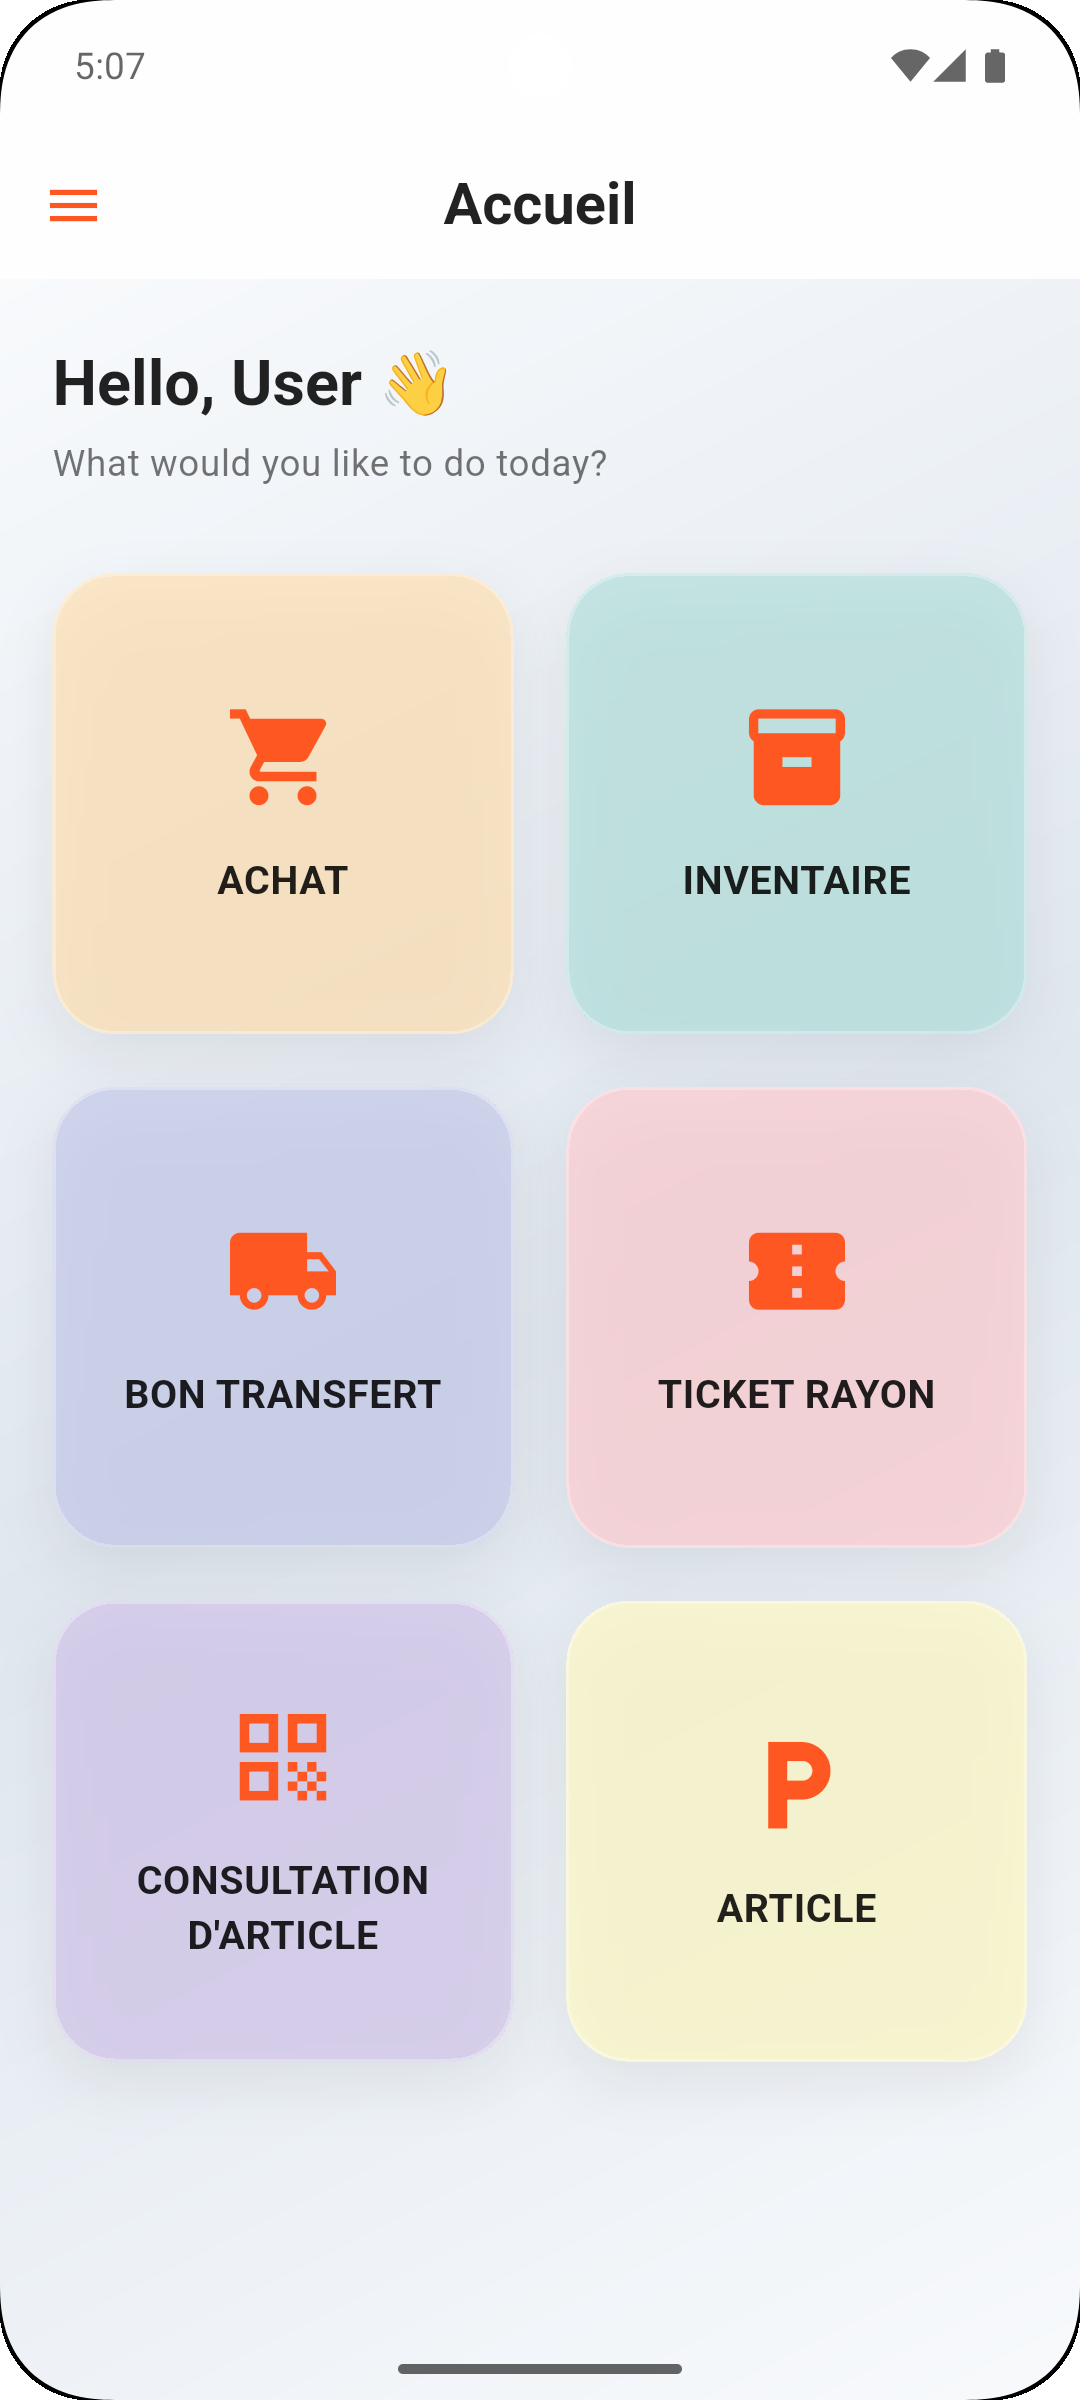 5:07
Accueil
Hello, User 👋
What would you like to do today?
ACHAT
INVENTAIRE
BON TRANSFERT
TICKET RAYON
CONSULTATION
D'ARTICLE
P
ARTICLE